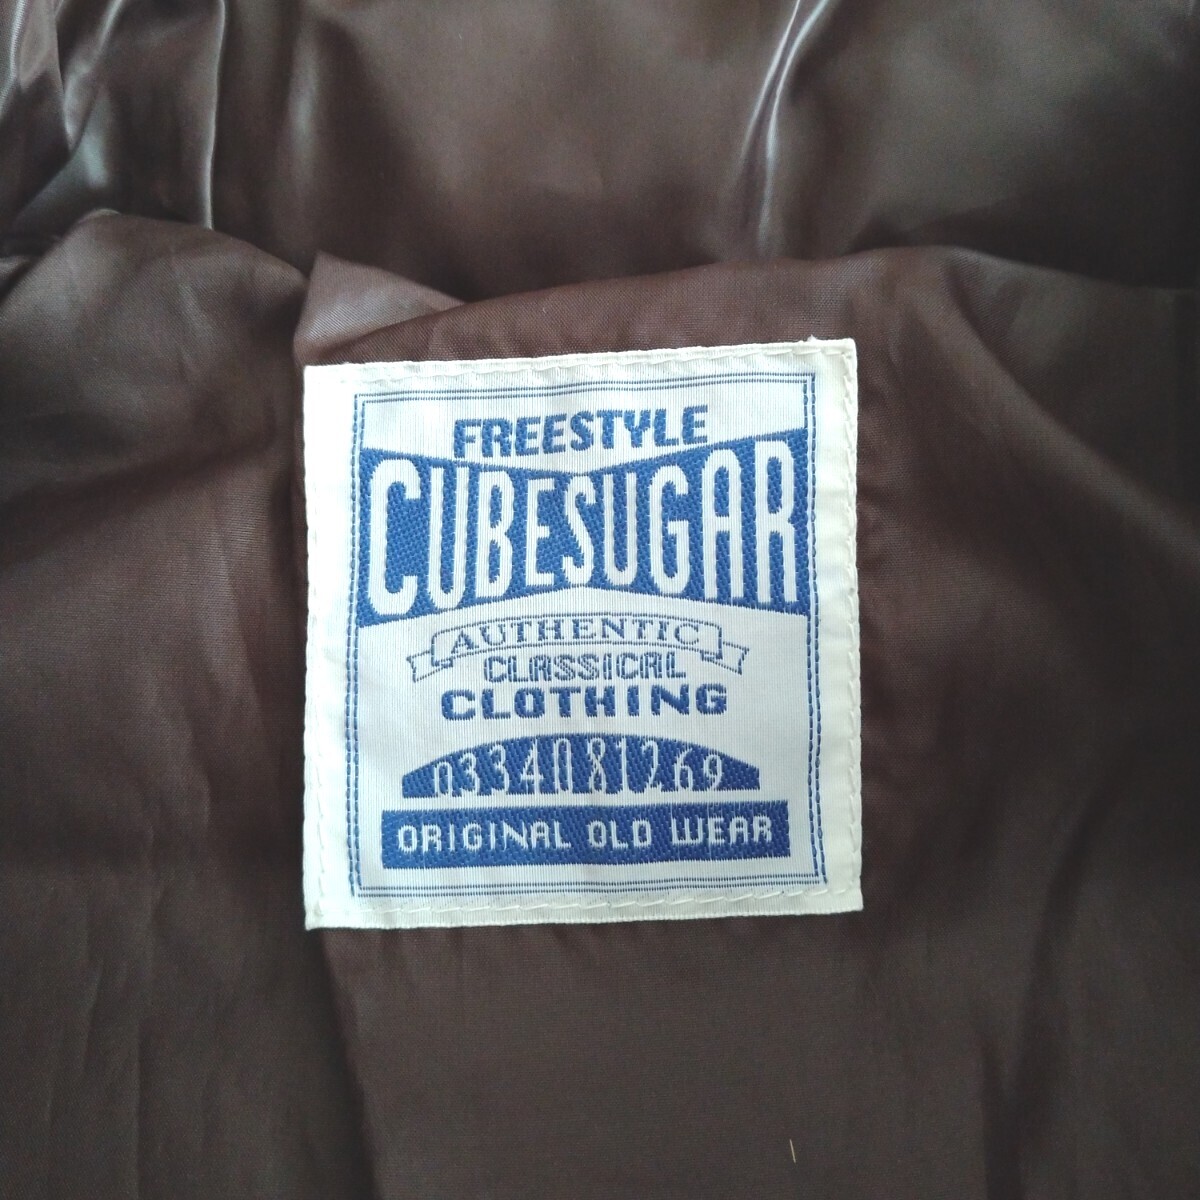 FREESTYLE
CUBESUGAR
AUTHENTIC
CLASSICAL
CLOTHING
0334081269
ORIGINAL OLD WEAR